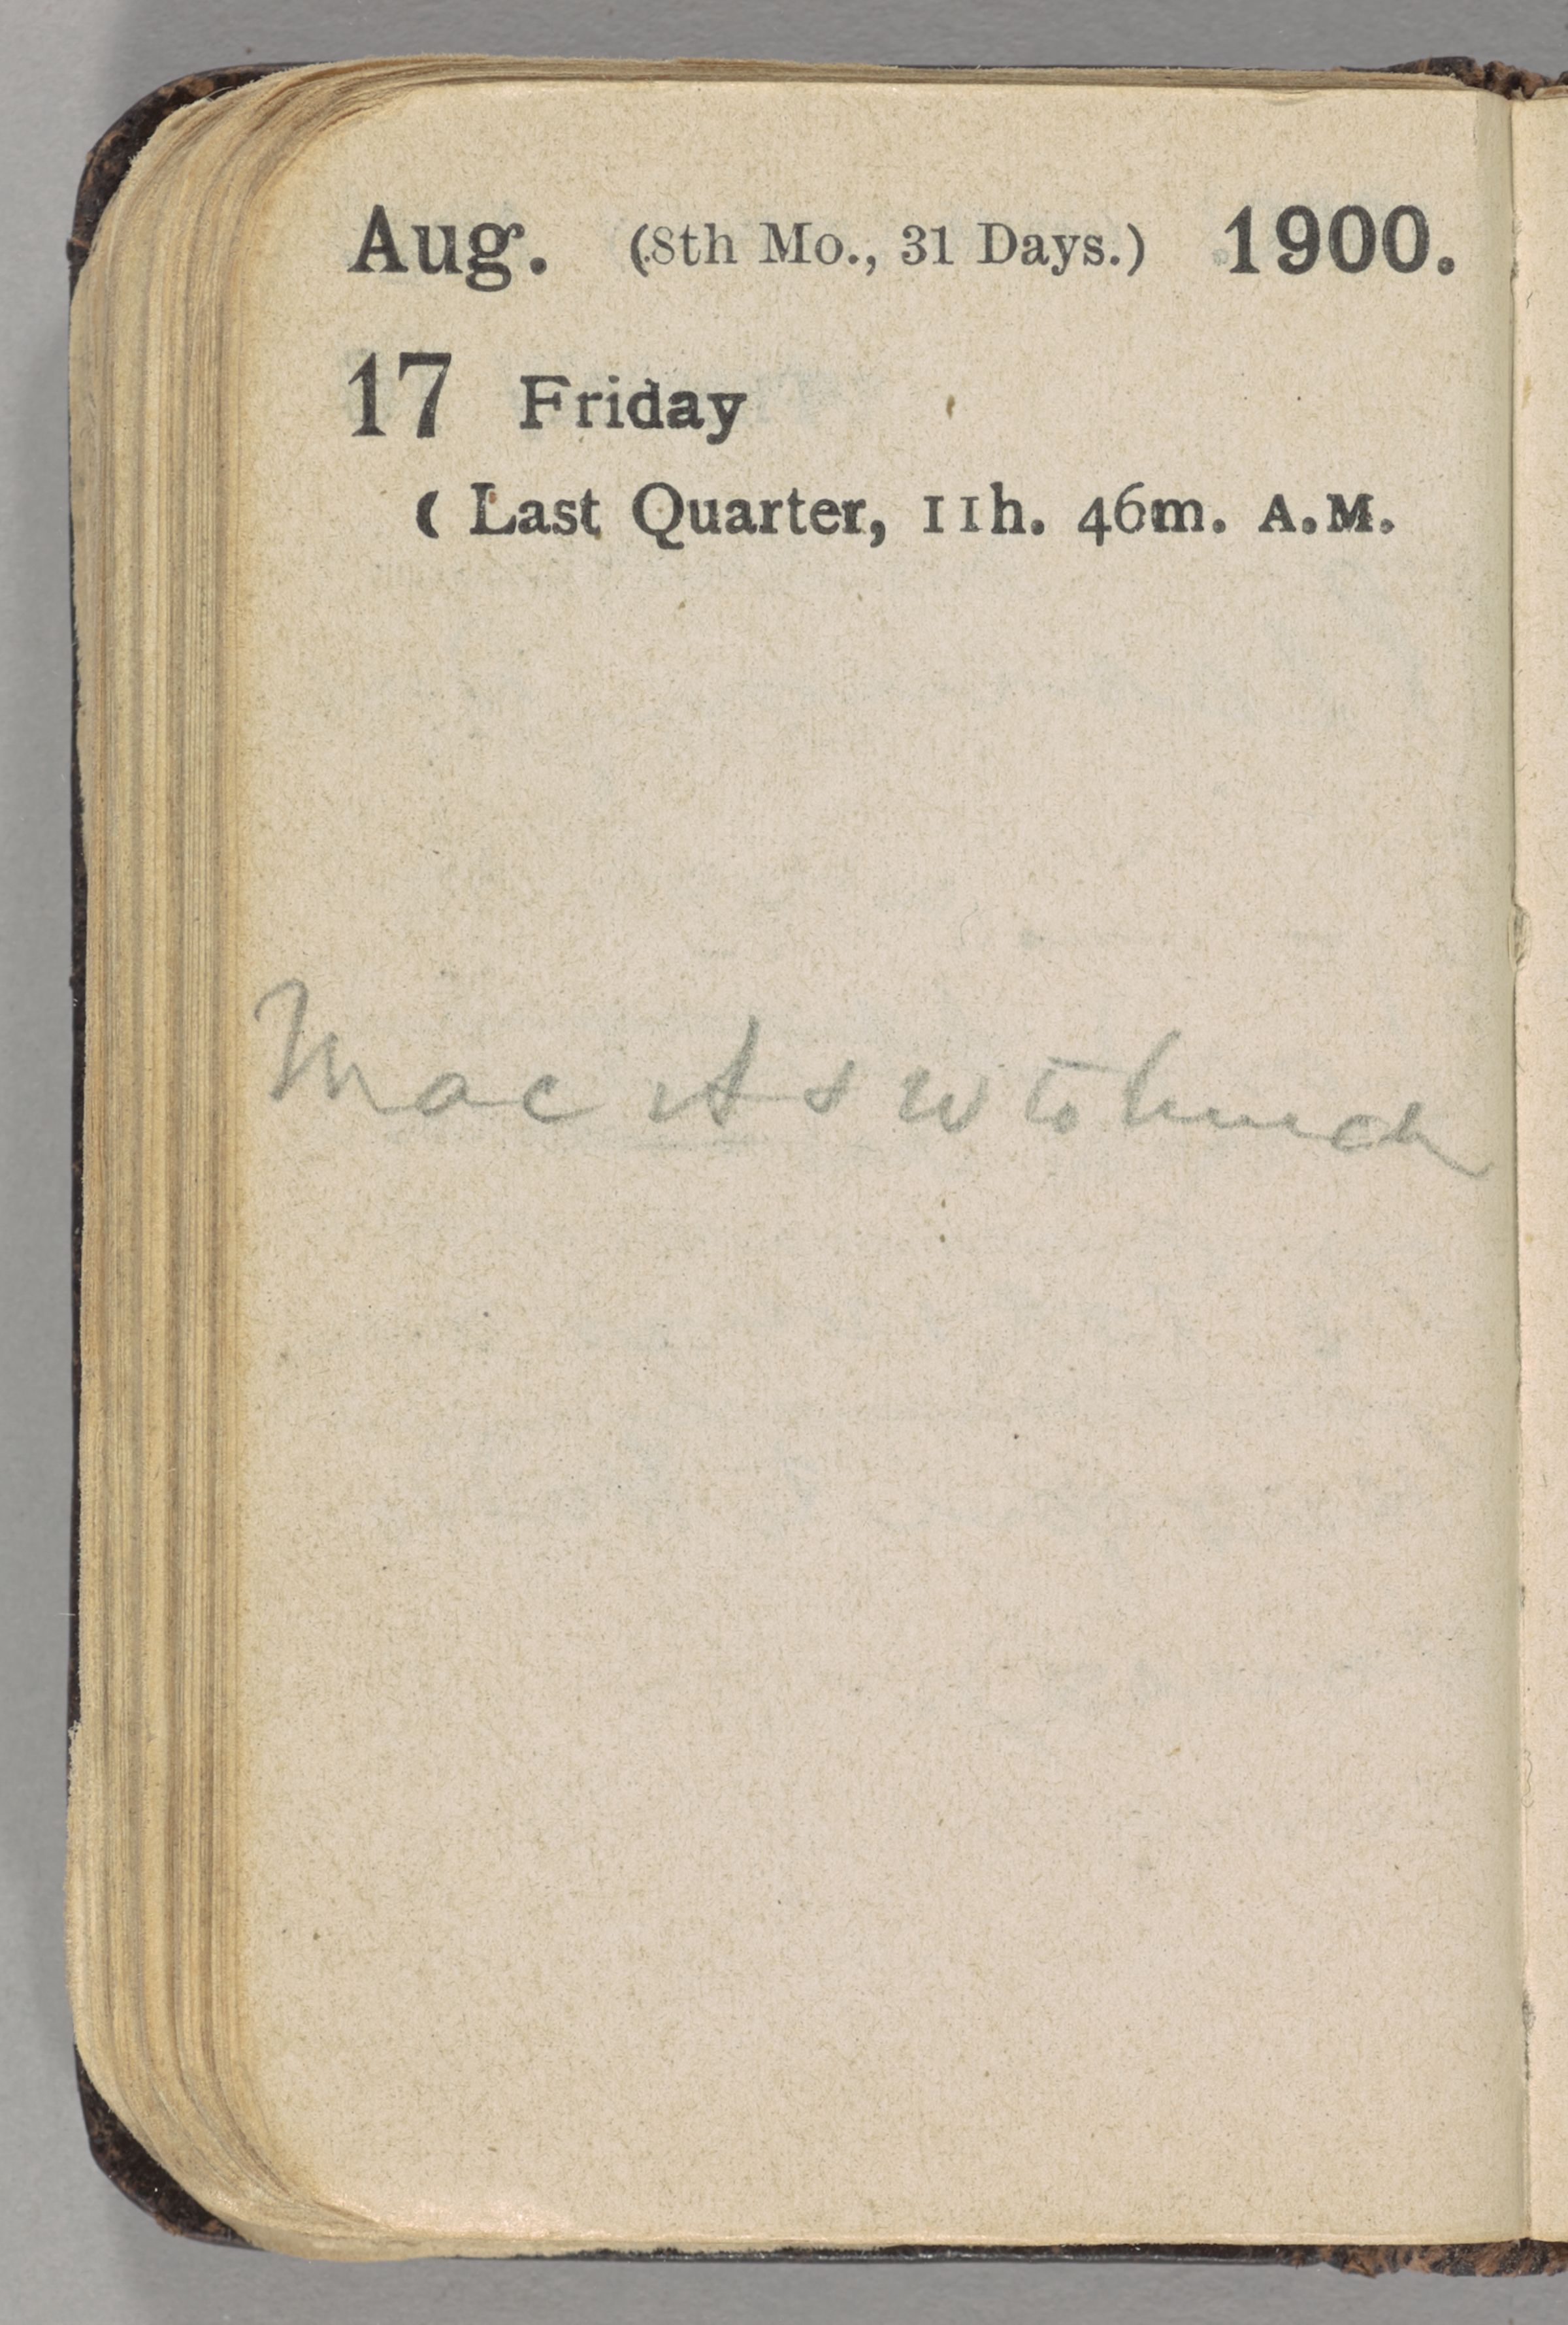 Aug. (8th Mo., 31 Days.) 1900.
17 Friday
( Last Quarter, 11h. 46m. A.M.
Mac A & W to lunch